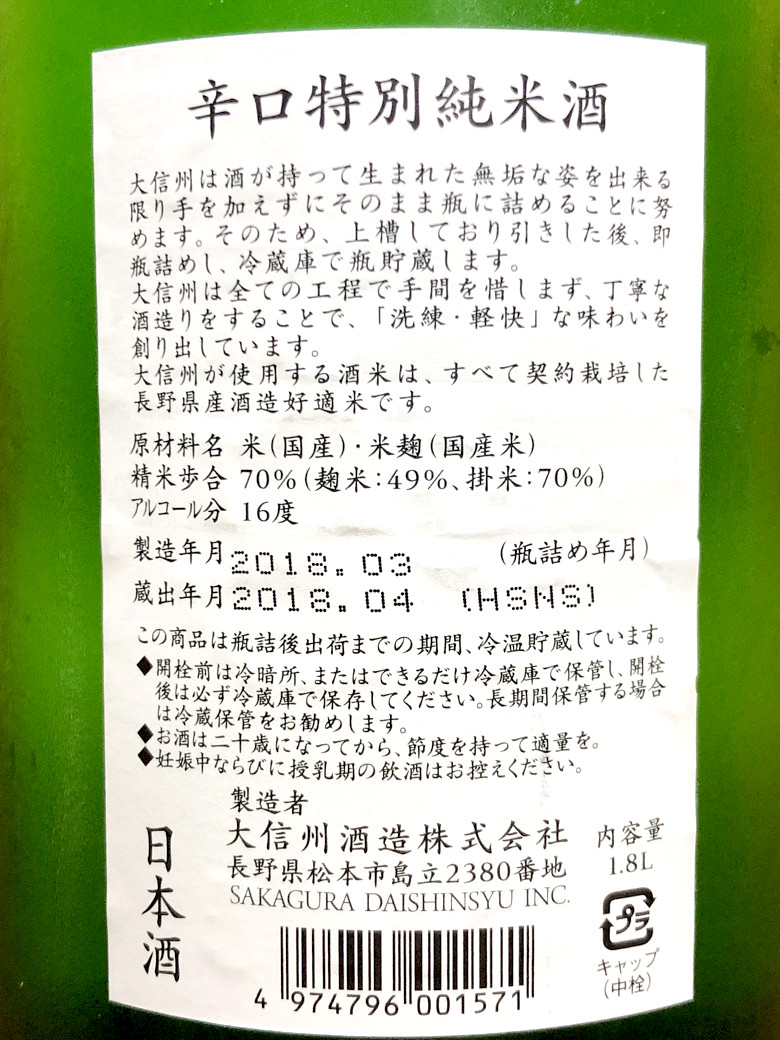 辛口特別純米酒
大信州は酒が持って生まれた無垢な姿を出来る
限り手を加えずにそのまま瓶に詰めることに努
めます。そのため、上槽しており引きした後、即
瓶詰めし、冷蔵庫で瓶貯蔵します。
大信州は全ての工程で手間を惜しまず、丁寧な
酒造りをすることで、「洗練・軽快」な味わいを
創り出しています。
大信州が使用する酒米は、すべて契約栽培した
長野県産酒造好適米です。
原材料名 米(国産)・米麹(国産米)
精米歩合 70%(麹米:49%、掛米:70%)
アルコール分 16度
製造年月 2018.03 (瓶詰め年月)
蔵出年月 2018.04 (HSNS)
この商品は瓶詰後出荷までの期間、冷温貯蔵しています。
◆開栓前は冷暗所、またはできるだけ冷蔵庫で保管し、開栓
後は必ず冷蔵庫で保存してください。長期間保管する場合
は冷蔵保管をお勧めします。
◆お酒は二十歳になってから、節度を持って適量を。
◆妊娠中ならびに授乳期の飲酒はお控えください。
日本酒
製造者
大信州酒造株式会社
長野県松本市島立2380番地
SAKAGURA DAISHINSYU INC.
4 974796 001571
内容量
1.8L
プラ
キャップ
(中栓)